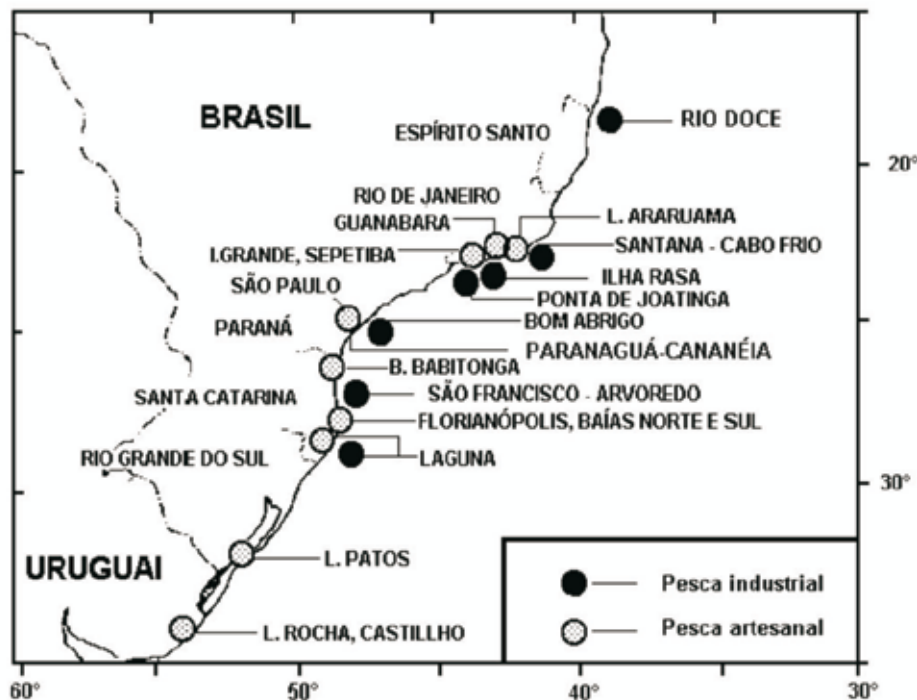 BRASIL
RIO DOCE
ESPÍRITO SANTO
20°
RIO DE JANEIRO
GUANABARA
L. ARARUAMA
SANTANA - CABO FRIO
I.GRANDE, SEPETIBA
ILHA RASA
SÃO PAULO
PONTA DE JOATINGA
PARANÁ
BOM ABRIGO
PARANAGUÁ-CANANÉIA
B. BABITONGA
SANTA CATARINA
SÃO FRANCISCO - ARVOREDO
FLORIANÓPOLIS, BAÍAS NORTE E SUL
RIO GRANDE DO SUL
LAGUNA
30°
L. PATOS
URUGUAI
L. ROCHA, CASTILLHO
Pesca industrial
Pesca artesanal
60°
50°
40°
30°